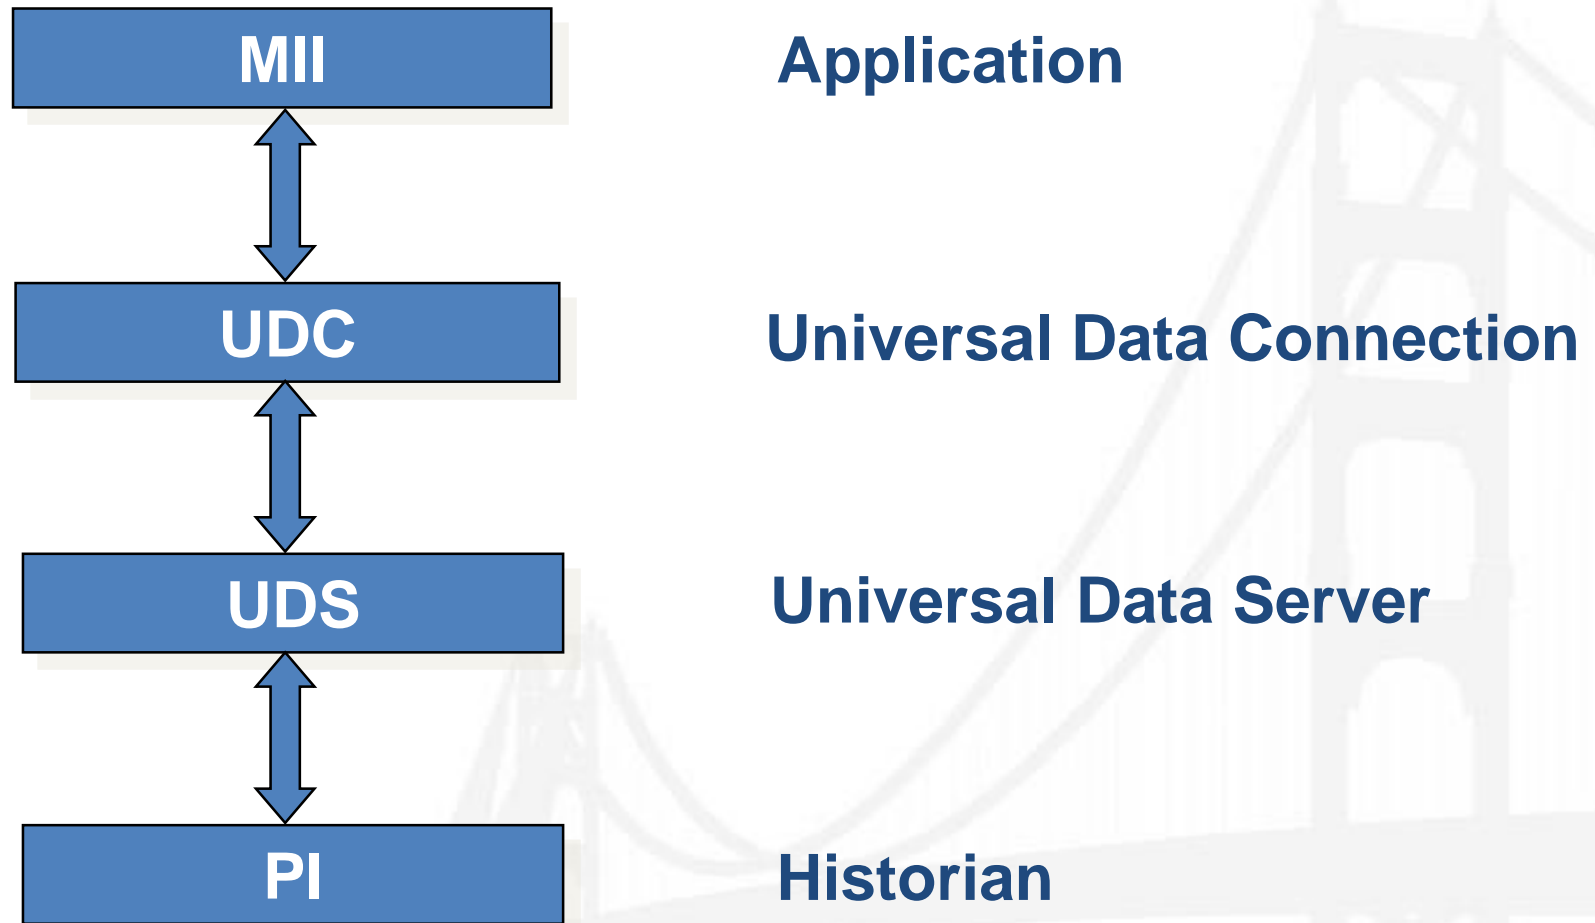 MII
Application
UDC
Universal Data Connection
UDS
Universal Data Server
PI
Historian